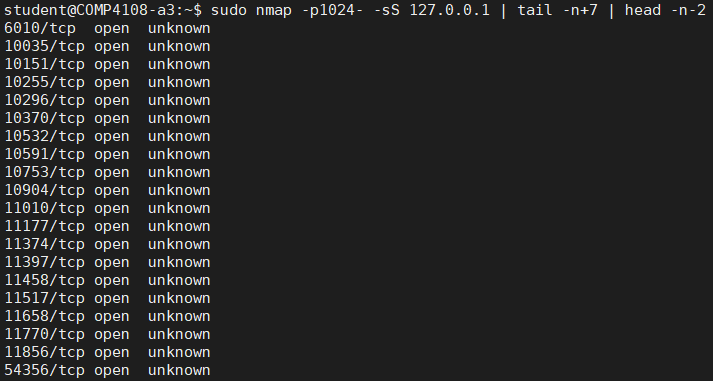 student@COMP4108-a3:~$ sudo nmap -p1024- -sS 127.0.0.1 | tail -n+7 | head -n-2
6010/tcp  open  unknown
10035/tcp open  unknown
10151/tcp open  unknown
10255/tcp open  unknown
10296/tcp open  unknown
10370/tcp open  unknown
10532/tcp open  unknown
10591/tcp open  unknown
10753/tcp open  unknown
10904/tcp open  unknown
11010/tcp open  unknown
11177/tcp open  unknown
11374/tcp open  unknown
11397/tcp open  unknown
11458/tcp open  unknown
11517/tcp open  unknown
11658/tcp open  unknown
11770/tcp open  unknown
11856/tcp open  unknown
54356/tcp open  unknown